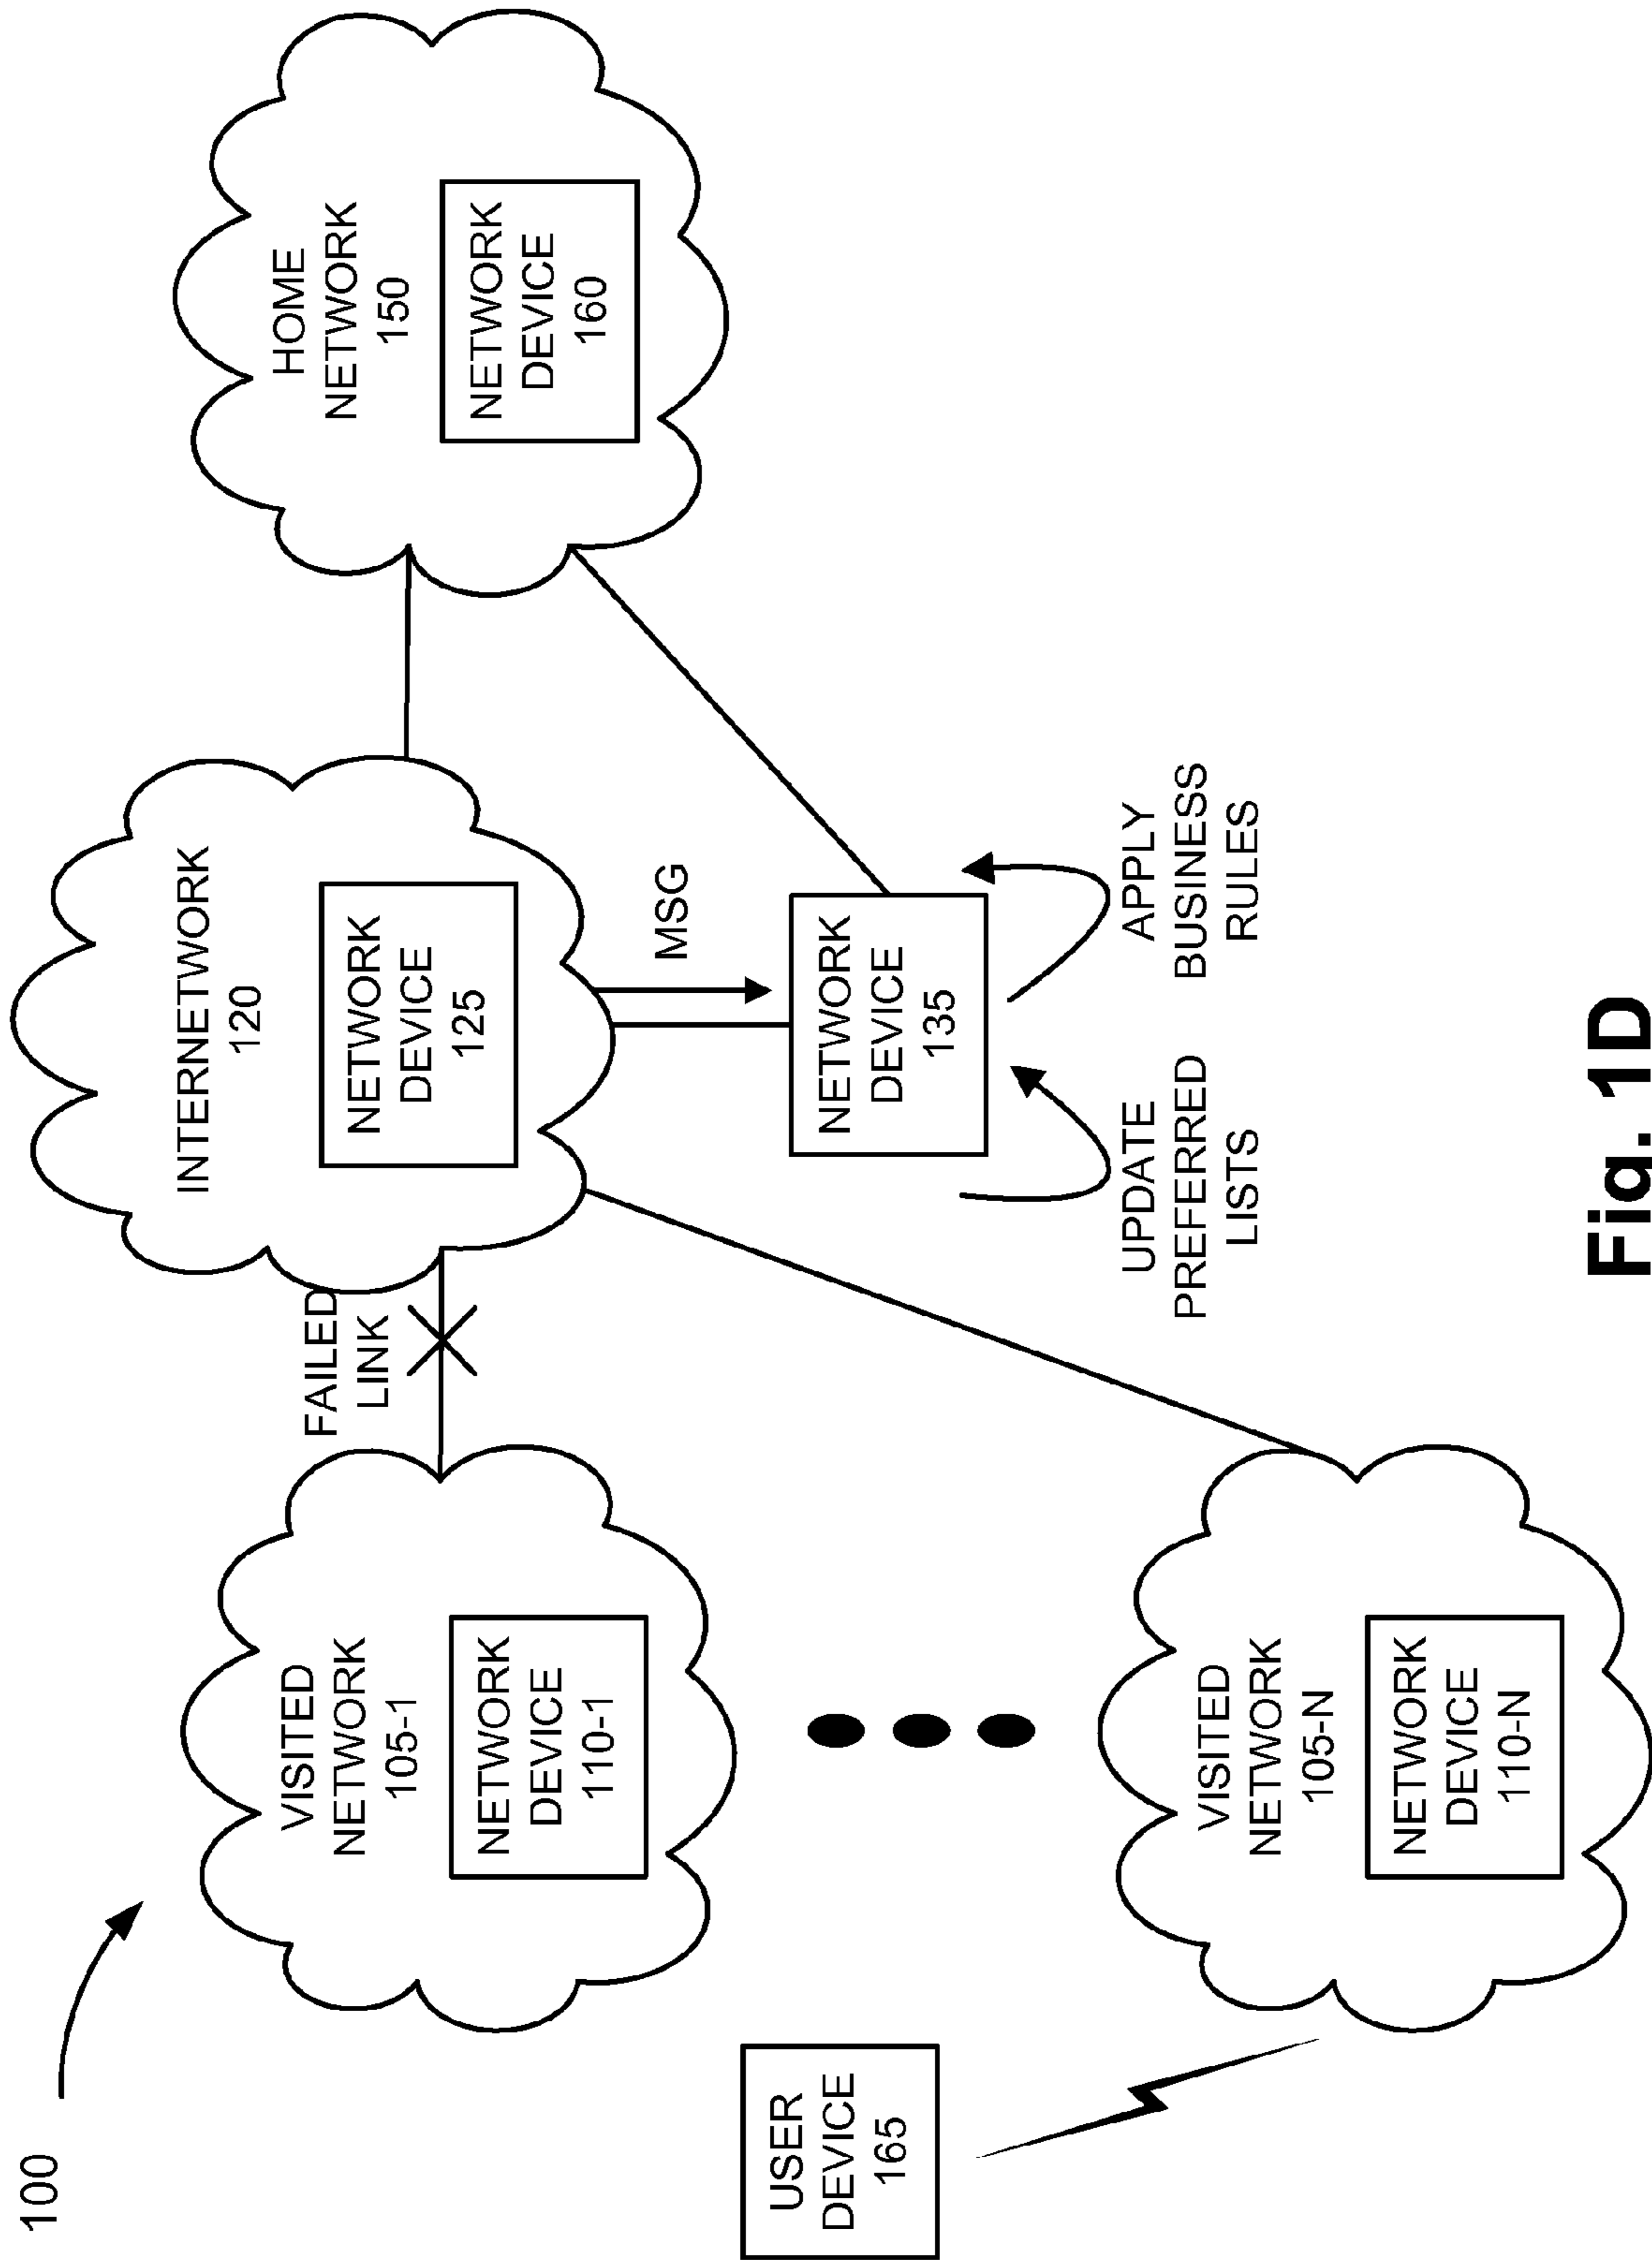 100
VISITED
NETWORK
105-1
NETWORK
DEVICE
110-1
FAILED
LINK
INTERNETWORK
120
NETWORK
DEVICE
125
HOME
NETWORK
150
NETWORK
DEVICE
160
MSG
NETWORK
DEVICE
135
UPDATE
PREFERRED
LISTS
APPLY
BUSINESS
RULES
USER
DEVICE
165
VISITED
NETWORK
105-N
NETWORK
DEVICE
110-N
Fig. 1D